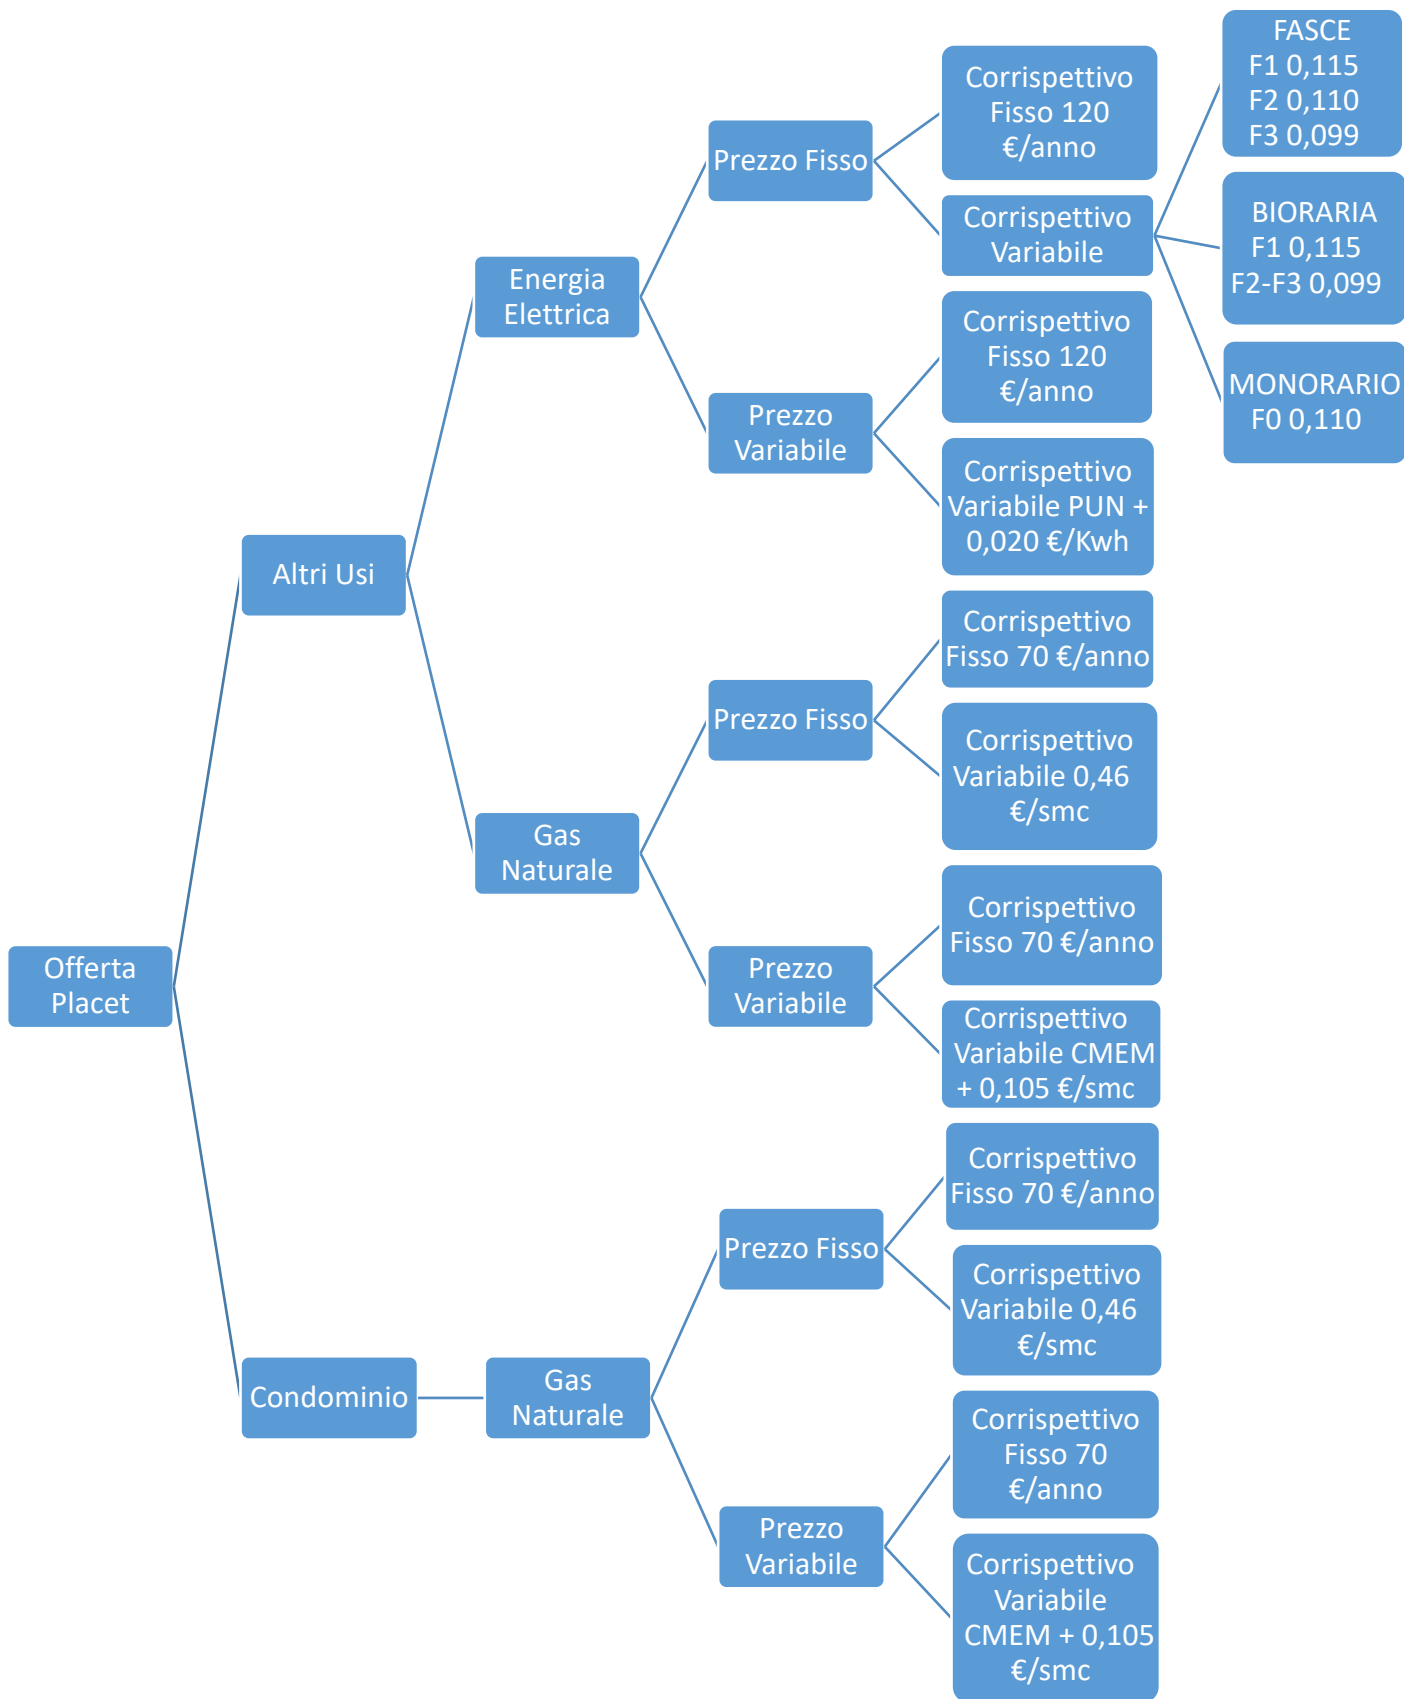 Offerta
Placet
Altri Usi
Energia
Elettrica
Prezzo Fisso
Corrispettivo
Fisso 120
€/anno
Corrispettivo
Variabile
FASCE
F1 0,115
F2 0,110
F3 0,099
BIORARIA
F1 0,115
F2-F3 0,099
MONORARIO
F0 0,110
Prezzo
Variabile
Corrispettivo
Fisso 120
€/anno
Corrispettivo
Variabile PUN +
0,020 €/Kwh
Gas
Naturale
Prezzo Fisso
Corrispettivo
Fisso 70 €/anno
Corrispettivo
Variabile 0,46
€/smc
Prezzo
Variabile
Corrispettivo
Fisso 70 €/anno
Corrispettivo
Variabile CMEM
+ 0,105 €/smc
Condominio
Gas
Naturale
Prezzo Fisso
Corrispettivo
Fisso 70 €/anno
Corrispettivo
Variabile 0,46
€/smc
Prezzo
Variabile
Corrispettivo
Fisso 70
€/anno
Corrispettivo
Variabile
CMEM + 0,105
€/smc